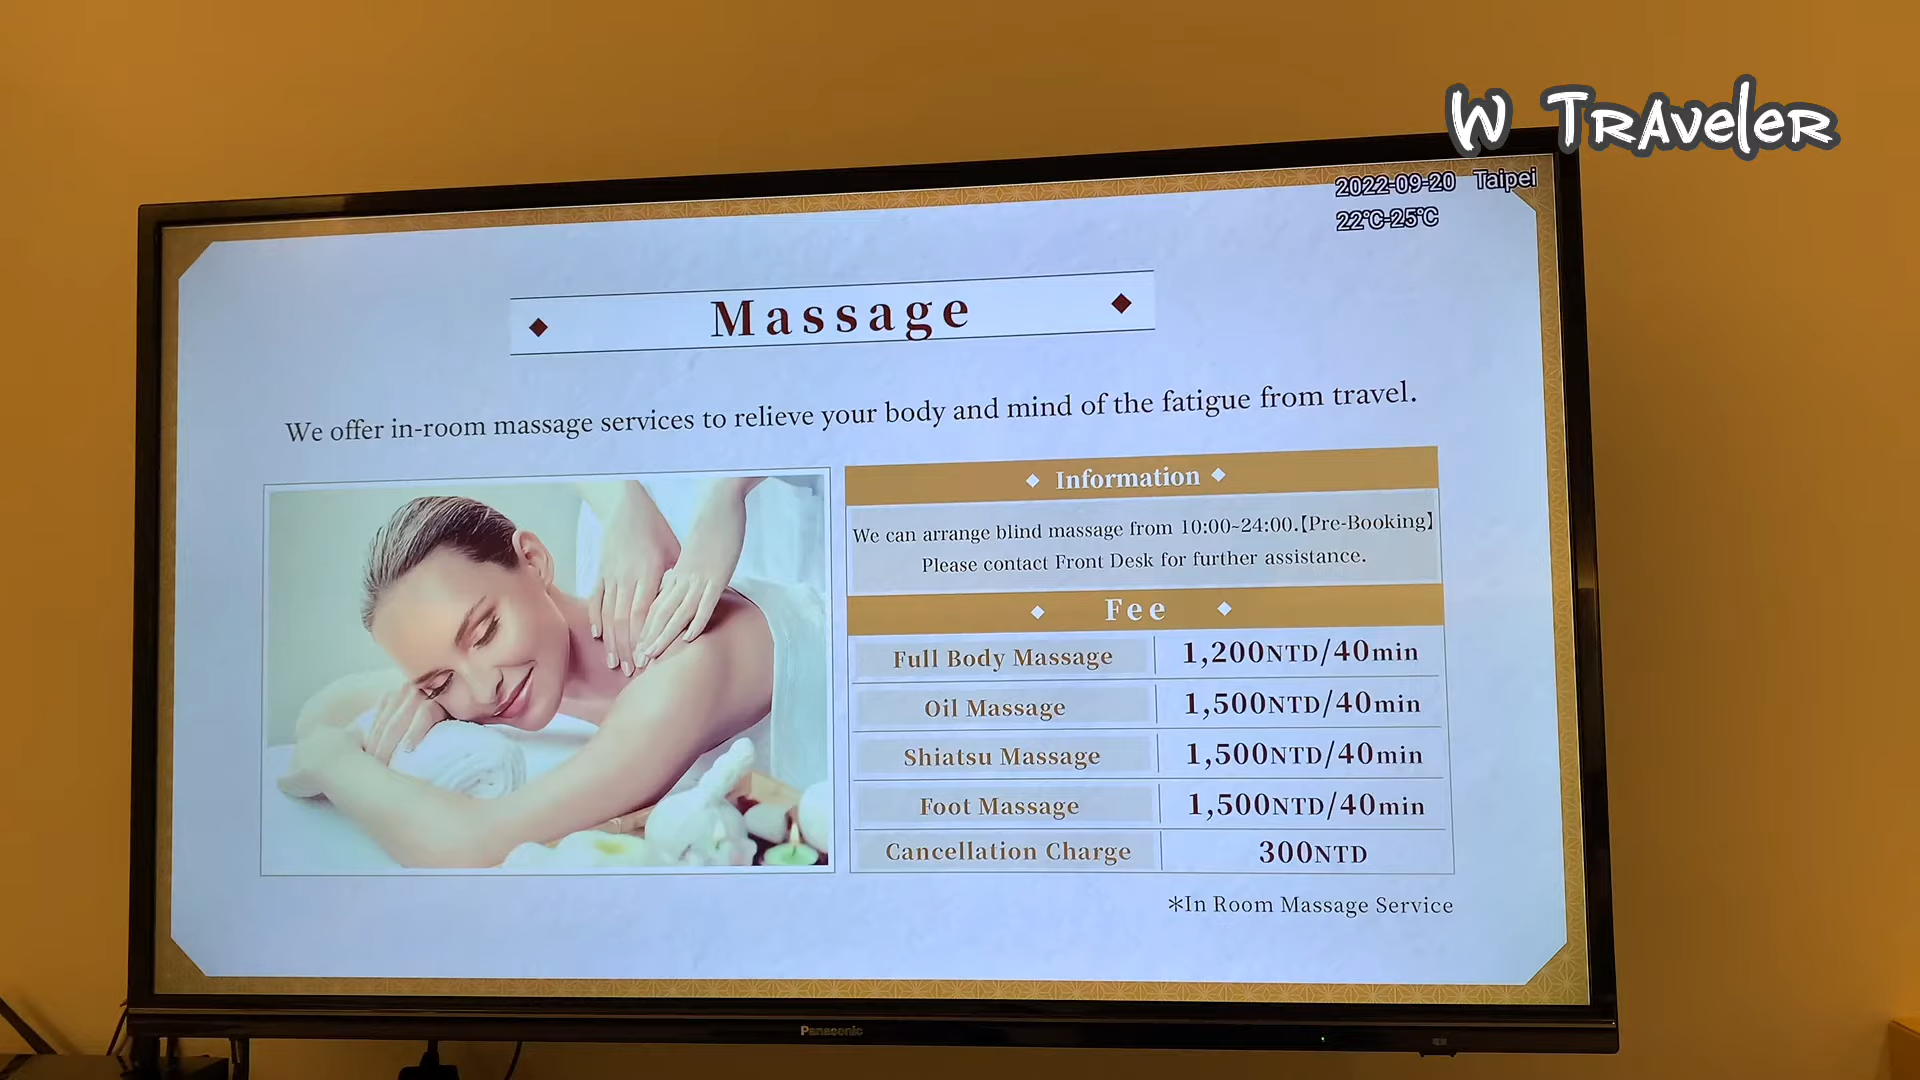 W Traveler
2022-09-20 Taipei
22℃-25℃
Massage
We offer in-room massage services to relieve your body and mind of the fatigue from travel.
Information
We can arrange blind massage from 10:00~24:00.【Pre-Booking】
Please contact Front Desk for further assistance.
Fee
Full Body Massage 1,200NTD/40min
Oil Massage 1,500NTD/40min
Shiatsu Massage 1,500NTD/40min
Foot Massage 1,500NTD/40min
Cancellation Charge 300NTD
*In Room Massage Service
Panasonic